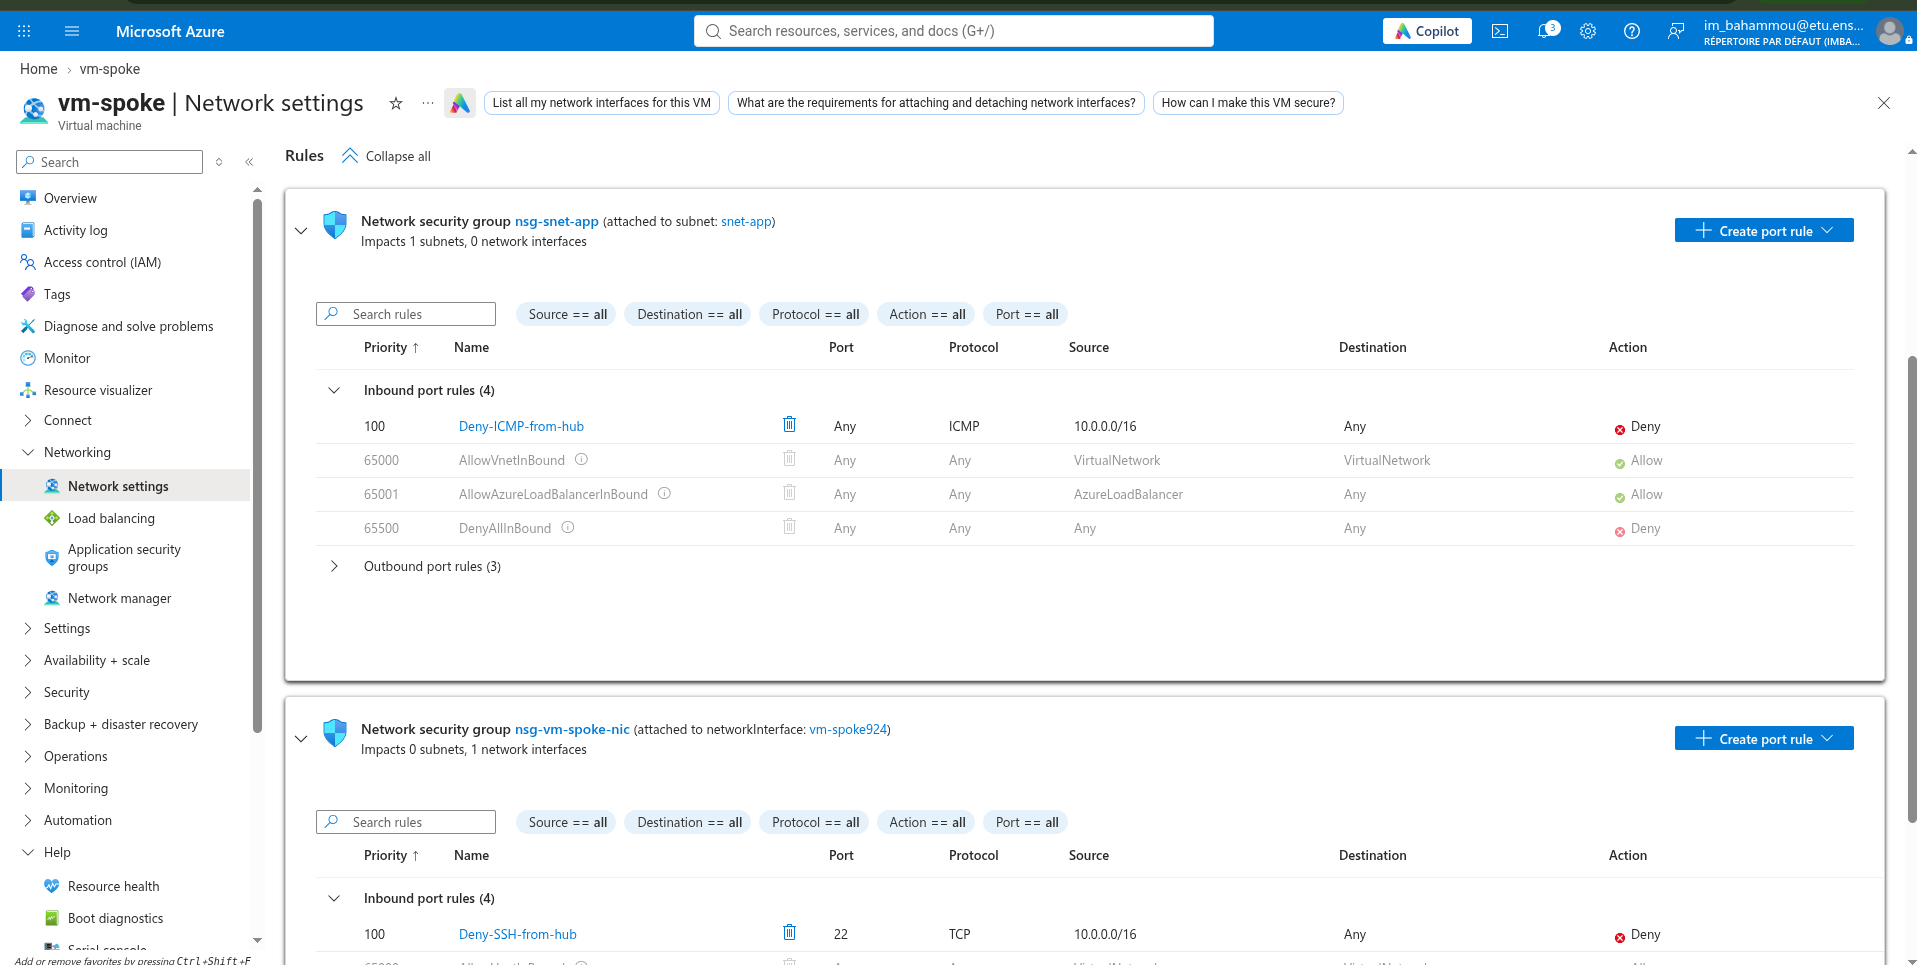 Microsoft Azure
Search resources, services, and docs (G+/)
Copilot
3
im_bahammou@etu.ens...
RÉPERTOIRE PAR DÉFAUT (IMBA...
Home > vm-spoke
vm-spoke | Network settings
Virtual machine
List all my network interfaces for this VM
What are the requirements for attaching and detaching network interfaces?
How can I make this VM secure?
Search
Overview
Activity log
Access control (IAM)
Tags
Diagnose and solve problems
Monitor
Resource visualizer
Connect
Networking
Network settings
Load balancing
Application security
groups
Network manager
Settings
Availability + scale
Security
Backup + disaster recovery
Operations
Monitoring
Automation
Help
Resource health
Boot diagnostics
Serial console
Add or remove favorites by pressing Ctrl+Shift+F
Rules
Collapse all
Network security group nsg-snet-app (attached to subnet: snet-app)
Impacts 1 subnets, 0 network interfaces
Create port rule
Search rules
Source == all
Destination == all
Protocol == all
Action == all
Port == all
Priority ↑ Name Port Protocol Source Destination Action
Inbound port rules (4)
100 Deny-ICMP-from-hub Any ICMP 10.0.0.0/16 Any Deny
65000 AllowVnetInBound Any Any VirtualNetwork VirtualNetwork Allow
65001 AllowAzureLoadBalancerInBound Any Any AzureLoadBalancer Any Allow
65500 DenyAllInBound Any Any Any Any Deny
Outbound port rules (3)
Network security group nsg-vm-spoke-nic (attached to networkInterface: vm-spoke924)
Impacts 0 subnets, 1 network interfaces
Create port rule
Search rules
Source == all
Destination == all
Protocol == all
Action == all
Port == all
Priority ↑ Name Port Protocol Source Destination Action
Inbound port rules (4)
100 Deny-SSH-from-hub 22 TCP 10.0.0.0/16 Any Deny